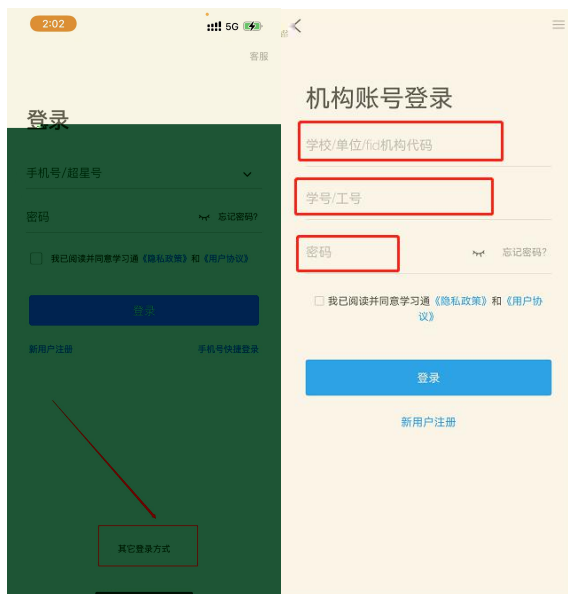 2:02
5G
客服
登录
手机号/超星号
密码
忘记密码?
我已阅读并同意学习通《隐私政策》和《用户协议》
登录
新用户注册
手机号快捷登录
其它登录方式
机构账号登录
学校/单位/fid机构代码
学号/工号
密码
忘记密码?
我已阅读并同意学习通《隐私政策》和《用户协
议》
登录
新用户注册